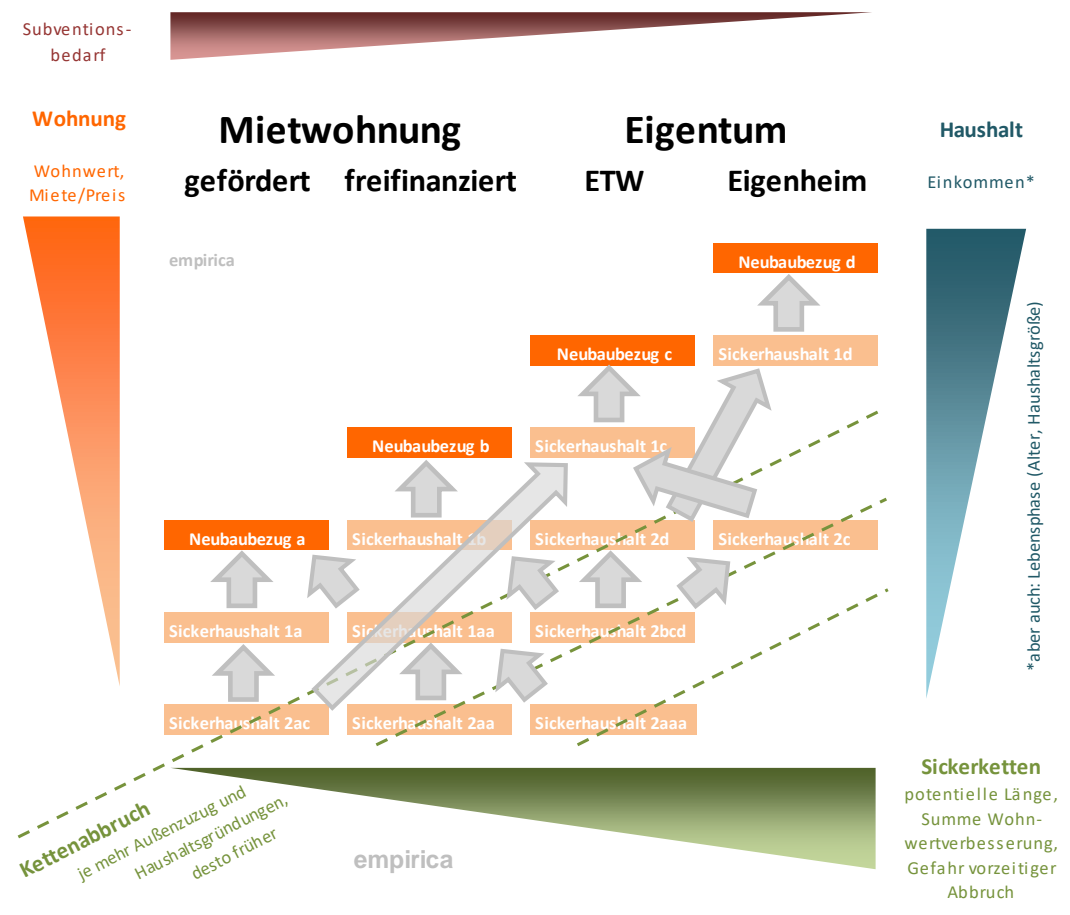 Subventions-
bedarf
Wohnung
Wohnwert,
Miete/Preis
Mietwohnung
Eigentum
gefördert
freifinanziert
ETW
Eigenheim
Haushalt
Einkommen*
empirica
Neubaubezug d
Neubaubezug c
Sickerhaushalt 1d
Neubaubezug b
Sickerhaushalt 1c
Neubaubezug a
Sickerhaushalt 1b
Sickerhaushalt 2d
Sickerhaushalt 2c
Sickerhaushalt 1a
Sickerhaushalt 1aa
Sickerhaushalt 2bcd
Sickerhaushalt 2ac
Sickerhaushalt 2aa
Sickerhaushalt 2aaa
*aber auch: Lebensphase (Alter, Haushaltsgröße)
Kettenabbruch
je mehr Außenzuzug und
Haushaltsgründungen,
desto früher
empirica
Sickerketten
potentielle Länge,
Summe Wohn-
wertverbesserung,
Gefahr vorzeitiger
Abbruch